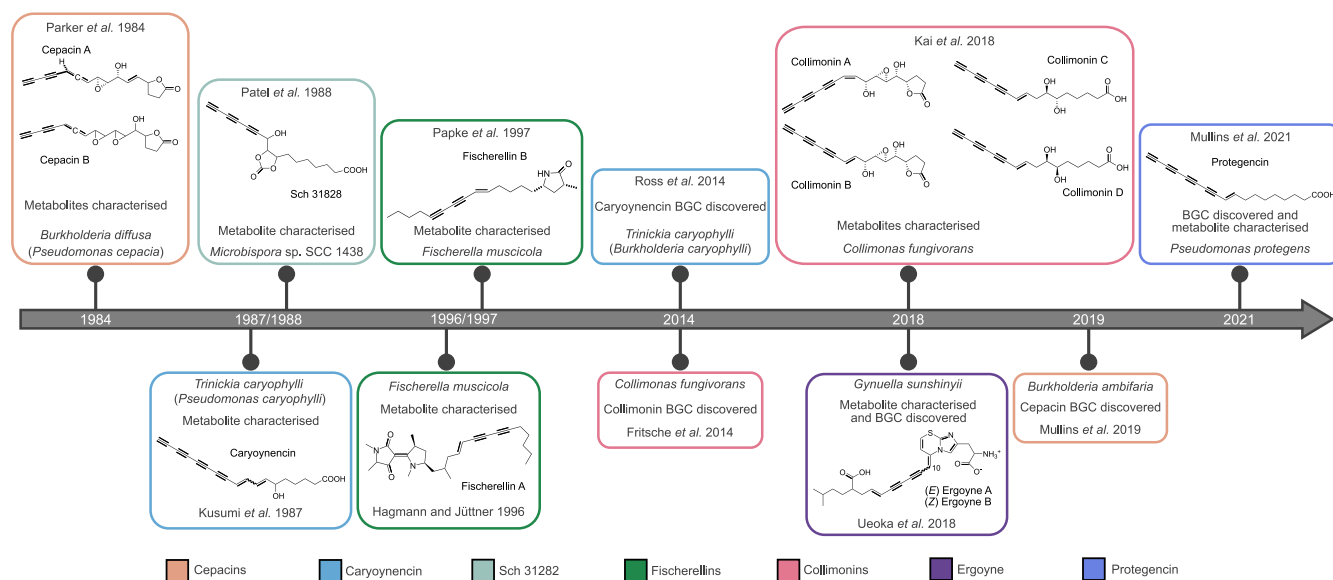 Parker et al. 1984
Cepacin A
H
C
OH
O
O
O
Cepacin B
C
O
O
OH
O
O
Metabolites characterised
Burkholderia diffusa
(Pseudomonas cepacia)
Patel et al. 1988
OH
O
O
O
COOH
Sch 31828
Metabolite characterised
Microbispora sp. SCC 1438
Papke et al. 1997
Fischerellin B
HN
O
Metabolite characterised
Fischerella muscicola
Ross et al. 2014
Caryoynencin BGC discovered
Trinickia caryophylli
(Burkholderia caryophylli)
Kai et al. 2018
Collimonin A
O
OH
OH
O
O
Collimonin B
O
OH
OH
O
O
Collimonin C
OH
OH
O
OH
Collimonin D
OH
OH
O
OH
Metabolites characterised
Collimonas fungivorans
Mullins et al. 2021
Protegencin
COOH
BGC discovered and
metabolite characterised
Pseudomonas protegens
1984
1987/1988
1996/1997
2014
2018
2019
2021
Trinickia caryophylli
(Pseudomonas caryophylli)
Metabolite characterised
Caryoynencin
COOH
OH
Kusumi et al. 1987
Fischerella muscicola
Metabolite characterised
O
N
O
N
Fischerellin A
Hagmann and Jüttner 1996
Collimonas fungivorans
Collimonin BGC discovered
Fritsche et al. 2014
Gynuella sunshinyii
Metabolite characterised
and BGC discovered
S
N
N
NH3+
O
O-
10
O
OH
(E) Ergoyne A
(Z) Ergoyne B
Ueoka et al. 2018
Burkholderia ambifaria
Cepacin BGC discovered
Mullins et al. 2019
Cepacins
Caryoynencin
Sch 31282
Fischerellins
Collimonins
Ergoyne
Protegencin